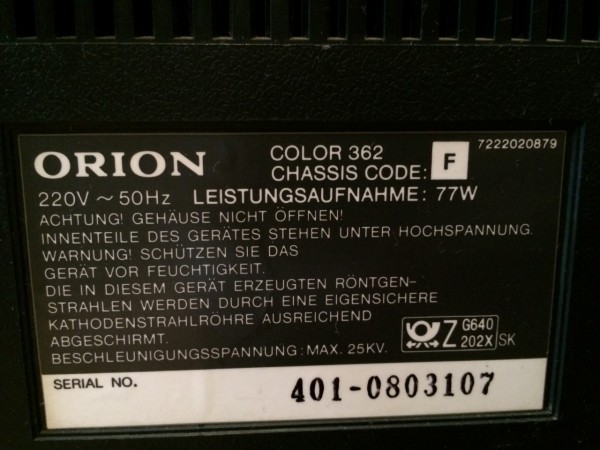 ORION COLOR 362 7222020879
CHASSIS CODE: F
220V ~ 50Hz LEISTUNGSAUFNAHME: 77W
ACHTUNG! GEHÄUSE NICHT ÖFFNEN!
INNENTEILE DES GERÄTES STEHEN UNTER HOCHSPANNUNG.
WARNUNG! SCHÜTZEN SIE DAS
GERÄT VOR FEUCHTIGKEIT.
DIE IN DIESEM GERÄT ERZEUGTEN RÖNTGEN-
STRAHLEN WERDEN DURCH EINE EIGENSICHERE
KATHODENSTRAHLRÖHRE AUSREICHEND
ABGESCHIRMT.
BESCHLEUNIGUNGSSPANNUNG: MAX. 25KV.
Z G640
202X SK
SERIAL NO. 401-0803107